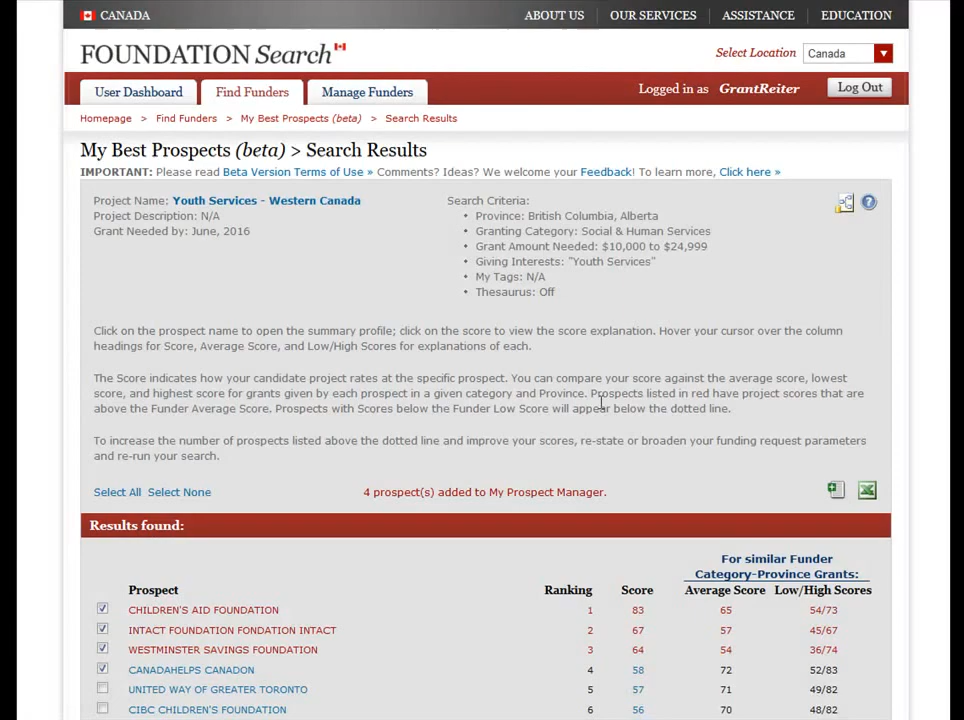 CANADA
ABOUT US OUR SERVICES ASSISTANCE EDUCATION
FOUNDATION Search
Select Location Canada
User Dashboard Find Funders Manage Funders
Logged in as GrantReiter Log Out
Homepage > Find Funders > My Best Prospects (beta) > Search Results
My Best Prospects (beta) > Search Results
IMPORTANT: Please read Beta Version Terms of Use » Comments? Ideas? We welcome your Feedback! To learn more, Click here »
Project Name: Youth Services - Western Canada
Project Description: N/A
Grant Needed by: June, 2016
Search Criteria:
• Province: British Columbia, Alberta
• Granting Category: Social & Human Services
• Grant Amount Needed: $10,000 to $24,999
• Giving Interests: "Youth Services"
• My Tags: N/A
• Thesaurus: Off
Click on the prospect name to open the summary profile; click on the score to view the score explanation. Hover your cursor over the column
headings for Score, Average Score, and Low/High Scores for explanations of each.
The Score indicates how your candidate project rates at the specific prospect. You can compare your score against the average score, lowest
score, and highest score for grants given by each prospect in a given category and Province. Prospects listed in red have project scores that are
above the Funder Average Score. Prospects with Scores below the Funder Low Score will appear below the dotted line.
To increase the number of prospects listed above the dotted line and improve your scores, re-state or broaden your funding request parameters
and re-run your search.
Select All Select None 4 prospect(s) added to My Prospect Manager.
Results found:
For similar Funder
Category-Province Grants:
Prospect Ranking Score Average Score Low/High Scores
CHILDREN'S AID FOUNDATION 1 83 65 54/73
INTACT FOUNDATION FONDATION INTACT 2 67 57 45/67
WESTMINSTER SAVINGS FOUNDATION 3 64 54 36/74
CANADAHELPS CANADON 4 58 72 52/83
UNITED WAY OF GREATER TORONTO 5 57 71 49/82
CIBC CHILDREN'S FOUNDATION 6 56 70 48/82